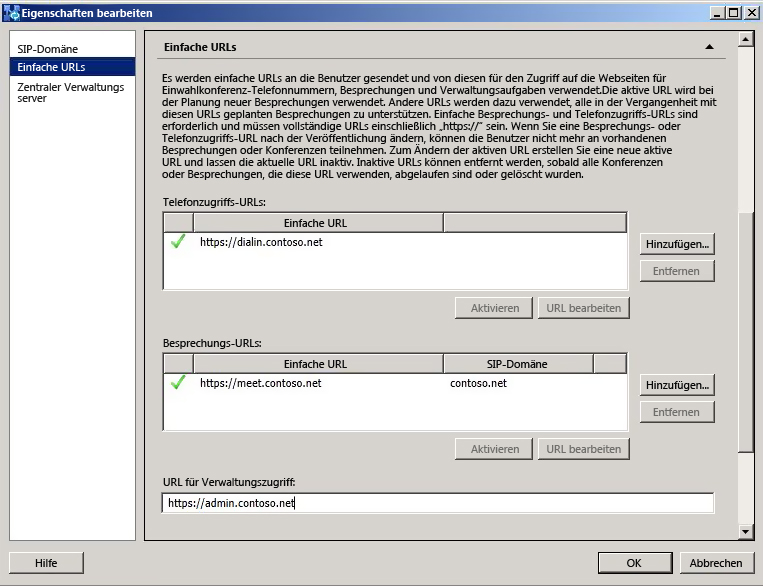 Eigenschaften bearbeiten
SIP-Domäne
Einfache URLs
Zentraler Verwaltungs
server
Einfache URLs
Es werden einfache URLs an die Benutzer gesendet und von diesen für den Zugriff auf die Webseiten für
Einwahlkonferenz-Telefonnummern, Besprechungen und Verwaltungsaufgaben verwendet.Die aktive URL wird bei
der Planung neuer Besprechungen verwendet. Andere URLs werden dazu verwendet, alle in der Vergangenheit mit
diesen URLs geplanten Besprechungen zu unterstützen. Einfache Besprechungs- und Telefonzugriffs-URLs sind
erforderlich und müssen vollständige URLs einschließlich „https://“ sein. Wenn Sie eine Besprechungs- oder
Telefonzugriffs-URL nach der Veröffentlichung ändern, können die Benutzer nicht mehr an vorhandenen
Besprechungen oder Konferenzen teilnehmen. Zum Ändern der aktiven URL erstellen Sie eine neue aktive
URL und lassen die aktuelle URL inaktiv. Inaktive URLs können entfernt werden, sobald alle Konferenzen
oder Besprechungen, die diese URL verwenden, abgelaufen sind oder gelöscht wurden.
Telefonzugriffs-URLs:
Einfache URL
https://dialin.contoso.net
Hinzufügen...
Entfernen
Aktivieren URL bearbeiten
Besprechungs-URLs:
Einfache URL SIP-Domäne
https://meet.contoso.net contoso.net
Hinzufügen...
Entfernen
Aktivieren URL bearbeiten
URL für Verwaltungszugriff:
https://admin.contoso.net
Hilfe OK Abbrechen